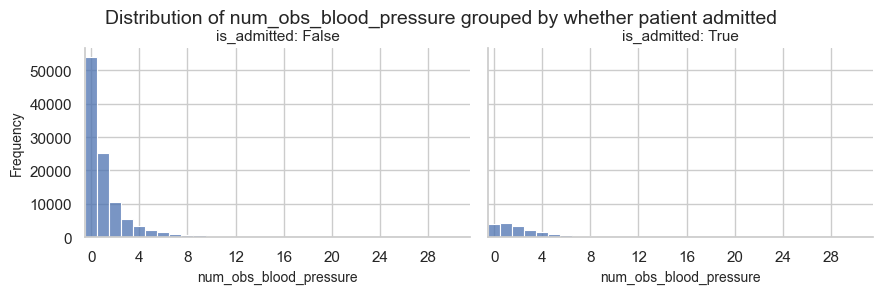 Distribution of num_obs_blood_pressure grouped by whether patient admitted
is_admitted: False
is_admitted: True
Frequency
50000
40000
30000
20000
10000
0
0 4 8 12 16 20 24 28
0 4 8 12 16 20 24 28
num_obs_blood_pressure
num_obs_blood_pressure